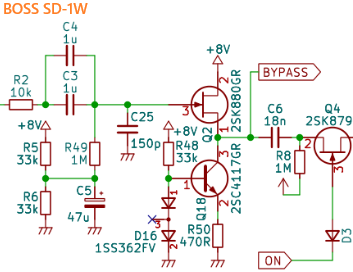 BOSS SD-1W
C4
1u
+8V
R2
10k
C3
1u
BYPASS
+8V
C25
+8V
Q2
2SK880GR
C6
18n
Q4
2SK879
R5
33k
R49
1M
150p
R48
33k
R8
1M
C5
47u
R6
33k
Q18
2SC4117GR
D16
1SS362FV
R50
470R
D3
ON
3
1
2
3
1
2
3
2